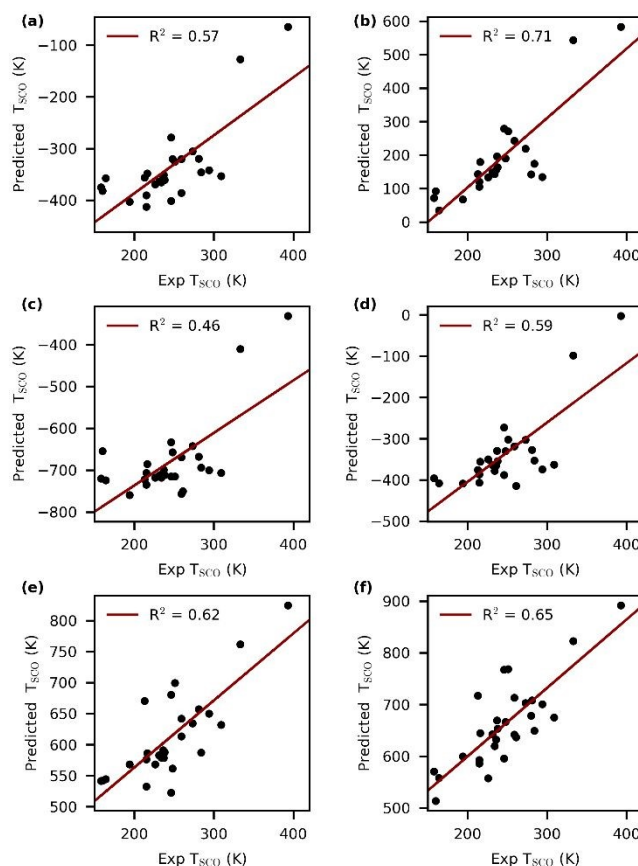 (a)
R² = 0.57
−100
−200
−300
−400
Predicted T_SCO (K)
200 300 400
Exp T_SCO (K)
(b)
R² = 0.71
600
500
400
300
200
100
0
Predicted T_SCO (K)
200 300 400
Exp T_SCO (K)
(c)
R² = 0.46
−400
−500
−600
−700
−800
Predicted T_SCO (K)
200 300 400
Exp T_SCO (K)
(d)
R² = 0.59
0
−100
−200
−300
−400
−500
Predicted T_SCO (K)
200 300 400
Exp T_SCO (K)
(e)
R² = 0.62
800
750
700
650
600
550
500
Predicted T_SCO (K)
200 300 400
Exp T_SCO (K)
(f)
R² = 0.65
900
800
700
600
500
Predicted T_SCO (K)
200 300 400
Exp T_SCO (K)